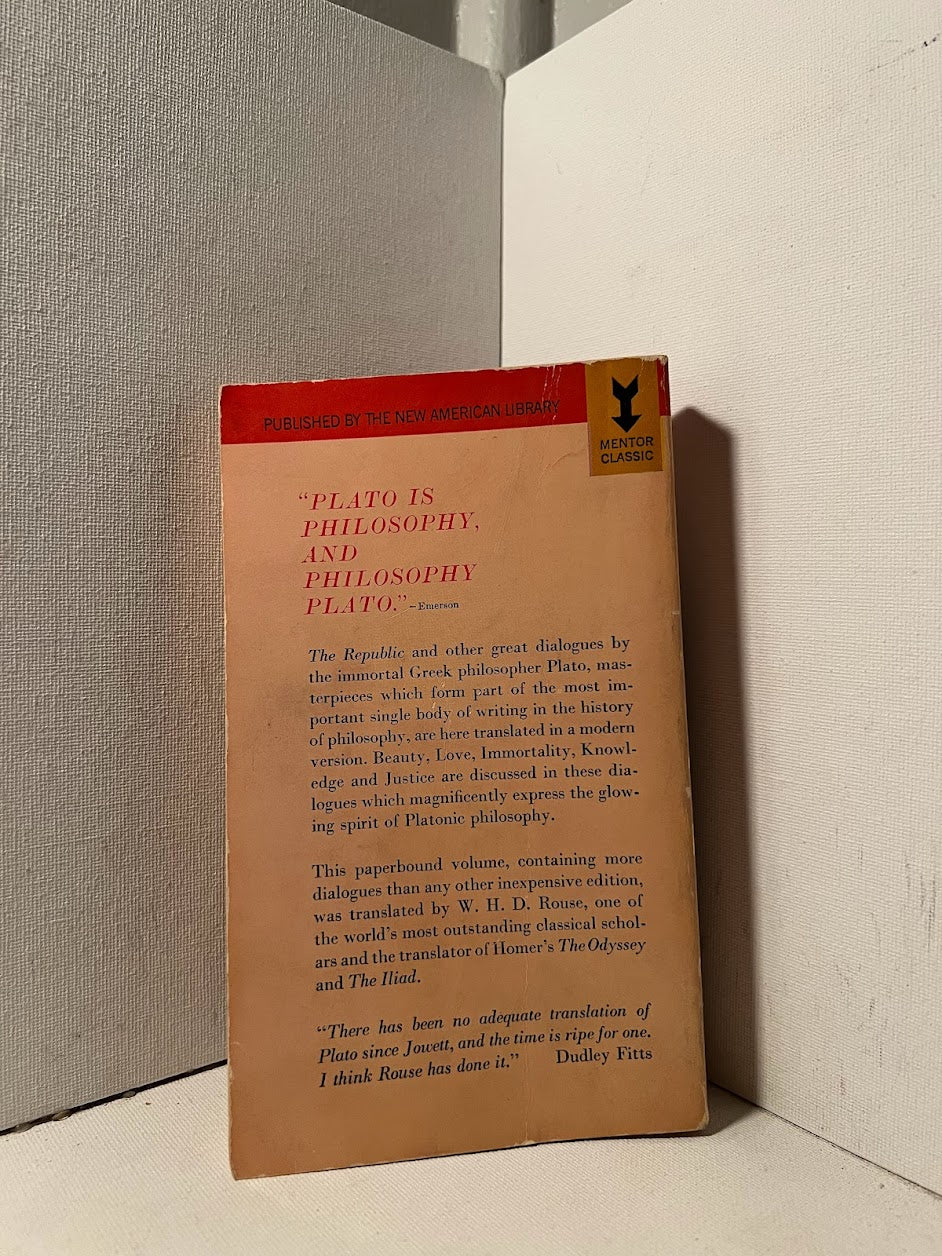 PUBLISHED BY THE NEW AMERICAN LIBRARY
MENTOR
CLASSIC
“PLATO IS
PHILOSOPHY,
AND
PHILOSOPHY
PLATO.” –Emerson
The Republic and other great dialogues by
the immortal Greek philosopher Plato, mas-
terpieces which form part of the most im-
portant single body of writing in the history
of philosophy, are here translated in a modern
version. Beauty, Love, Immortality, Knowl-
edge and Justice are discussed in these dia-
logues which magnificently express the glow-
ing spirit of Platonic philosophy.
This paperbound volume, containing more
dialogues than any other inexpensive edition,
was translated by W. H. D. Rouse, one of
the world's most outstanding classical schol-
ars and the translator of Homer's The Odyssey
and The Iliad.
“There has been no adequate translation of
Plato since Jowett, and the time is ripe for one.
I think Rouse has done it.” Dudley Fitts